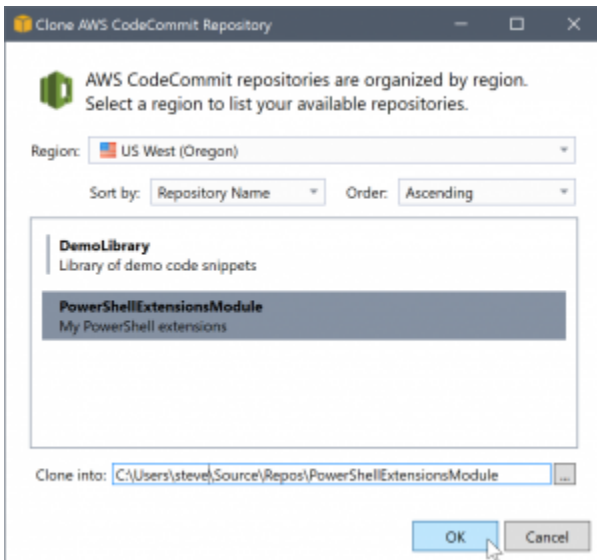 Clone AWS CodeCommit Repository
AWS CodeCommit repositories are organized by region.
Select a region to list your available repositories.
Region: US West (Oregon)
Sort by: Repository Name Order: Ascending
DemoLibrary
Library of demo code snippets
PowerShellExtensionsModule
My PowerShell extensions
Clone into: C:\Users\steve\Source\Repos\PowerShellExtensionsModule ...
OK Cancel